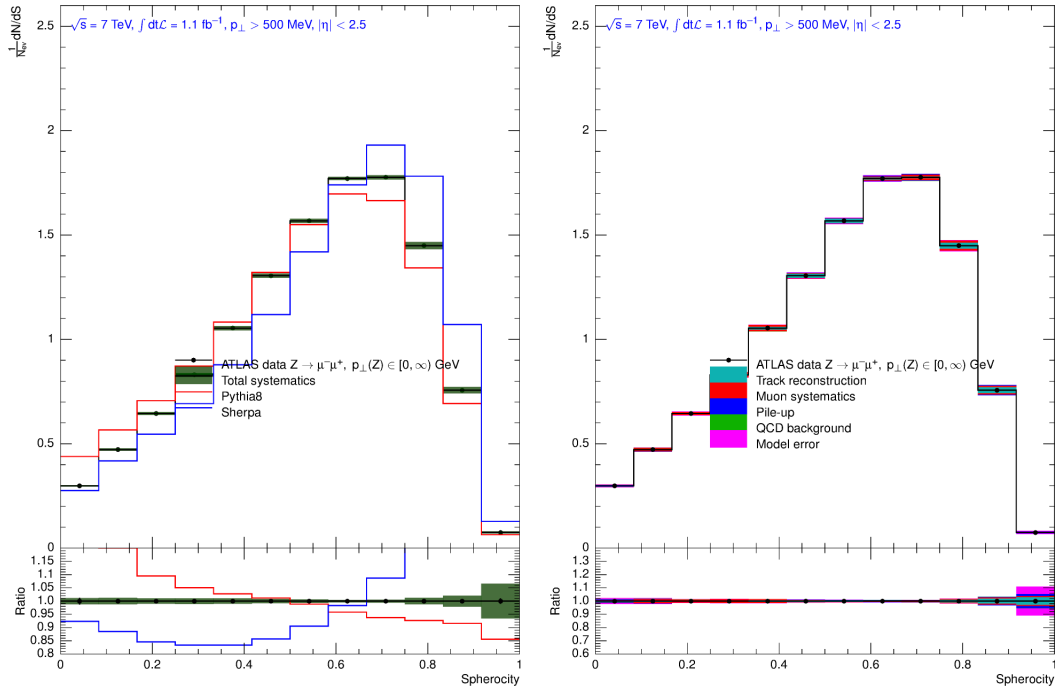 √s = 7 TeV, ∫ dtℒ = 1.1 fb⁻¹, p⊥ > 500 MeV, |η| < 2.5
1/N_ev dN/dS
2.5
2
1.5
1
0.5
0
ATLAS data Z → μ⁻μ⁺, p⊥(Z) ∈ [0, ∞) GeV
Total systematics
Pythia8
Sherpa
Ratio
1.15
1.1
1.05
1.0
0.95
0.9
0.85
0.8
0 0.2 0.4 0.6 0.8 1
Spherocity
√s = 7 TeV, ∫ dtℒ = 1.1 fb⁻¹, p⊥ > 500 MeV, |η| < 2.5
1/N_ev dN/dS
2.5
2
1.5
1
0.5
0
ATLAS data Z → μ⁻μ⁺, p⊥(Z) ∈ [0, ∞) GeV
Track reconstruction
Muon systematics
Pile-up
QCD background
Model error
Ratio
1.3
1.2
1.1
1.0
0.9
0.8
0.7
0.6
0 0.2 0.4 0.6 0.8 1
Spherocity